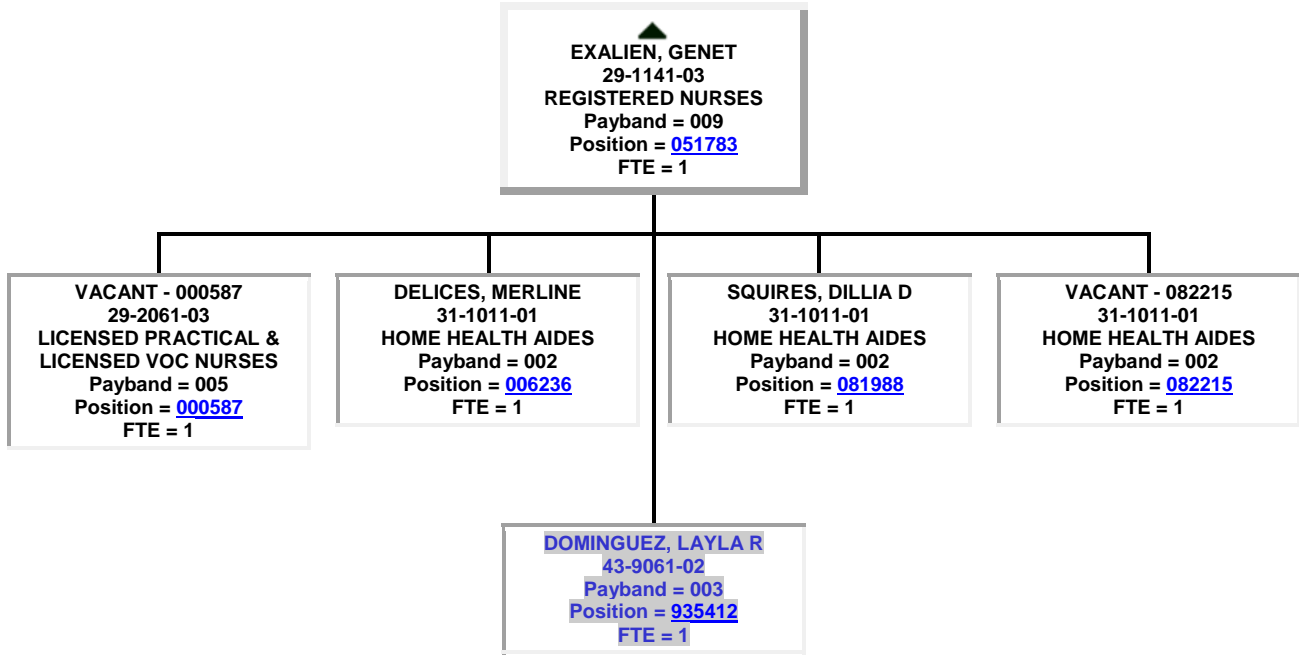 EXALIEN, GENET
29-1141-03
REGISTERED NURSES
Payband = 009
Position = 051783
FTE = 1
VACANT - 000587
29-2061-03
LICENSED PRACTICAL &
LICENSED VOC NURSES
Payband = 005
Position = 000587
FTE = 1
DELICES, MERLINE
31-1011-01
HOME HEALTH AIDES
Payband = 002
Position = 006236
FTE = 1
SQUIRES, DILLIA D
31-1011-01
HOME HEALTH AIDES
Payband = 002
Position = 081988
FTE = 1
VACANT - 082215
31-1011-01
HOME HEALTH AIDES
Payband = 002
Position = 082215
FTE = 1
DOMINGUEZ, LAYLA R
43-9061-02
Payband = 003
Position = 935412
FTE = 1